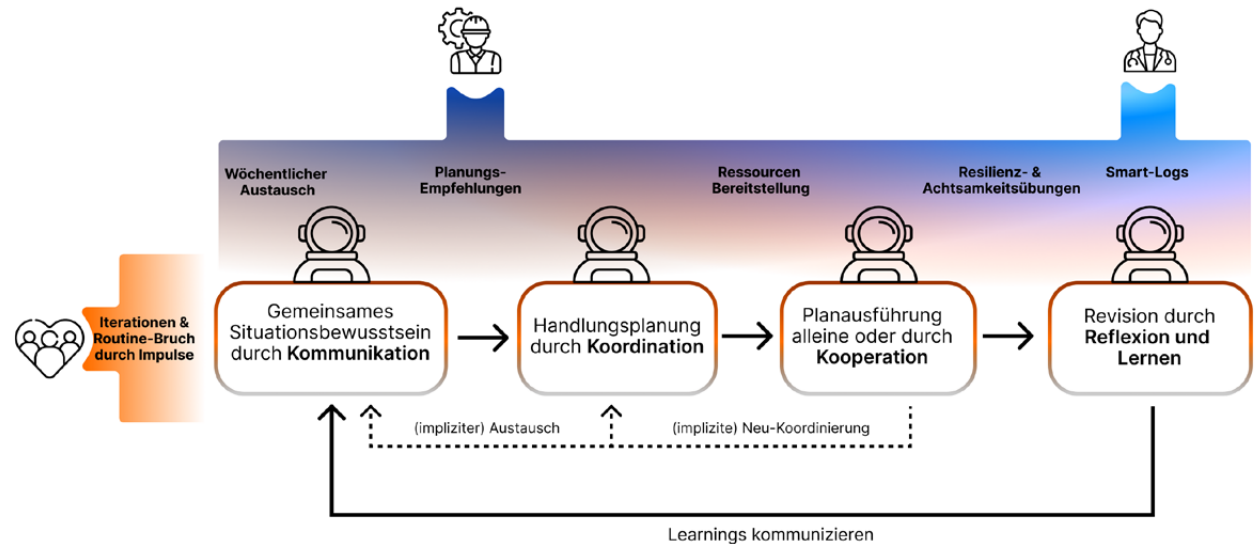 Wöchentlicher
Austausch
Planungs-
Empfehlungen
Ressourcen
Bereitstellung
Resilienz- &
Achtsamkeitsübungen
Smart-Logs
Iterationen &
Routine-Bruch
durch Impulse
Gemeinsames
Situationsbewusstsein
durch Kommunikation
Handlungsplanung
durch Koordination
Planausführung
alleine oder durch
Kooperation
Revision durch
Reflexion und
Lernen
(impliziter) Austausch
(implizite) Neu-Koordinierung
Learnings kommunizieren